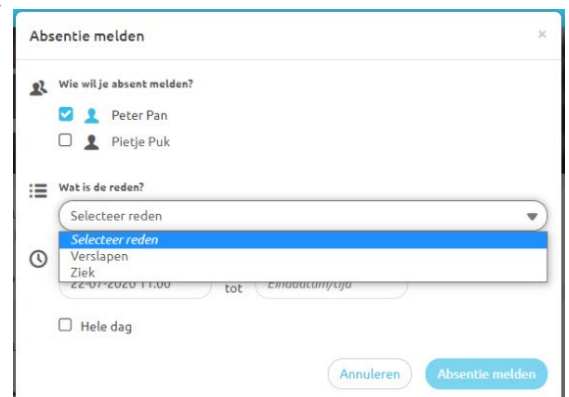 Absentie melden ×
Wie wil je absent melden?
Peter Pan
Pietje Puk
Wat is de reden?
Selecteer reden
Selecteer reden
Verslapen
Ziek
22-07-2020 11:00 tot Einddatum/tijd
Hele dag
Annuleren Absentie melden